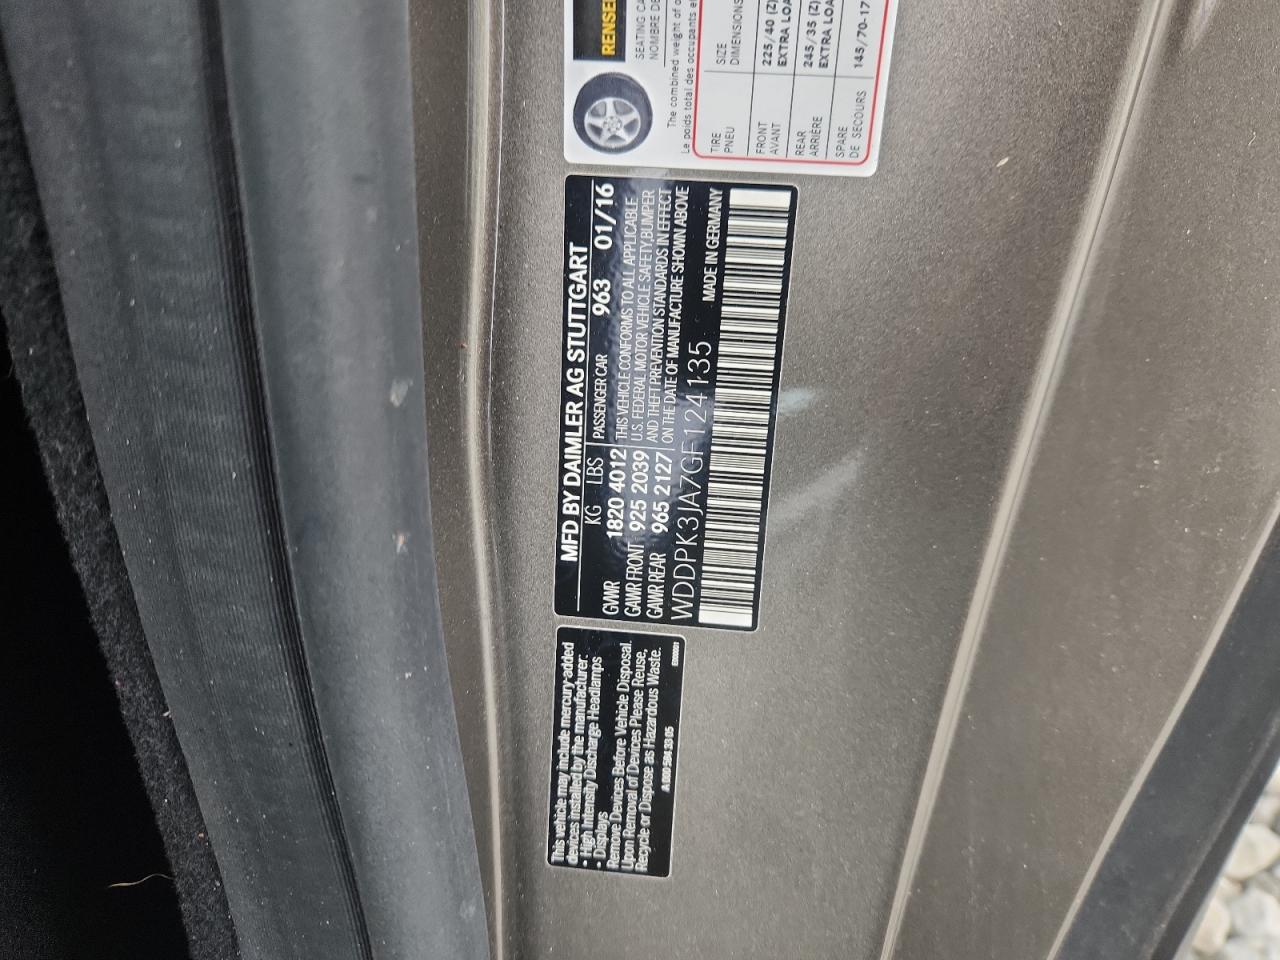 RENSEI
SEATING CA
NOMBRE DE
The combined weight of o
Le poids total des occupants e
TIRE SIZE
PNEU DIMENSIONS
FRONT 225/40 (Z)
AVANT EXTRA LOA
REAR 245/35 (Z)
ARRIÈRE EXTRA LOA
SPARE 145/70-17
DE SECOURS
MFD BY DAIMLER AG STUTTGART
KG LBS PASSENGER CAR 963 01/16
GVWR 1820 4012 THIS VEHICLE CONFORMS TO ALL APPLICABLE
GAWR FRONT 925 2039 U.S. FEDERAL MOTOR VEHICLE SAFETY,BUMPER
GAWR REAR 965 2127 AND THEFT PREVENTION STANDARDS IN EFFECT
ON THE DATE OF MANUFACTURE SHOWN ABOVE
WDDPK3JA7GF124135 MADE IN GERMANY
This vehicle may include mercury-added
devices installed by the manufacturer:
• High Intensity Discharge Headlamps
• Displays
Remove Devices Before Vehicle Disposal.
Upon Removal of Devices Please Reuse,
Recycle or Dispose as Hazardous Waste.
A 000 584 33 05